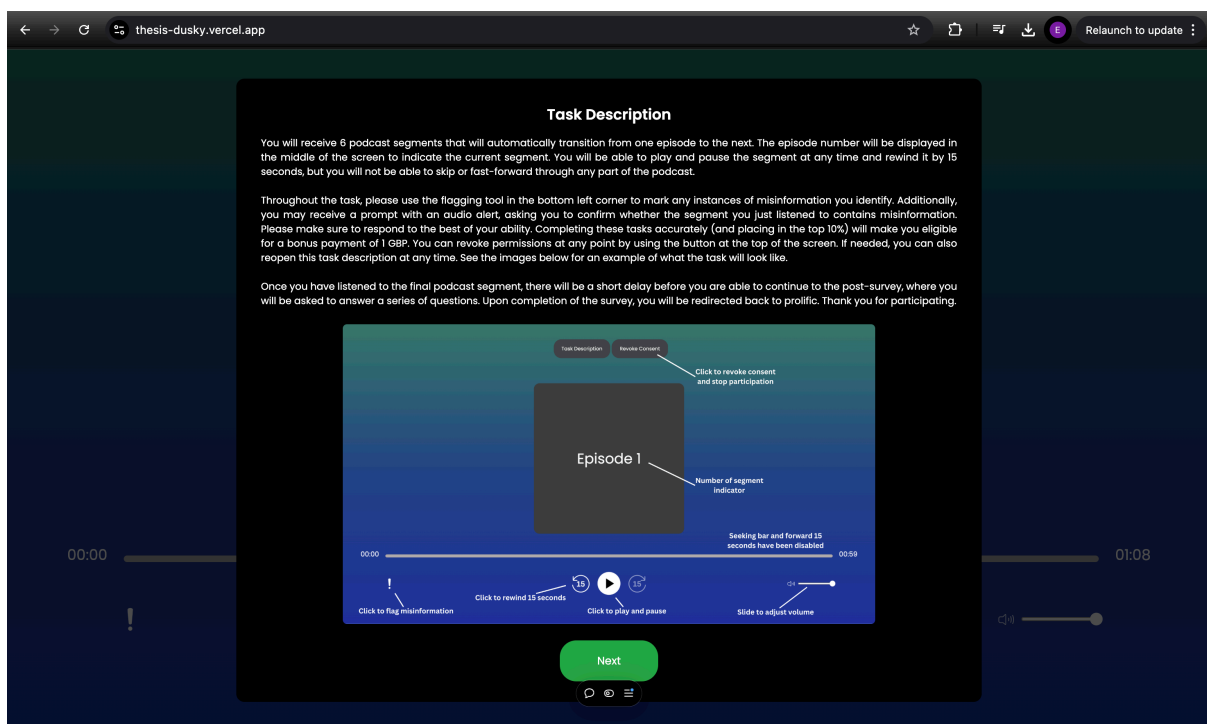 thesis-dusky.vercel.app
E
Relaunch to update
Task Description
You will receive 6 podcast segments that will automatically transition from one episode to the next. The episode number will be displayed in
the middle of the screen to indicate the current segment. You will be able to play and pause the segment at any time and rewind it by 15
seconds, but you will not be able to skip or fast-forward through any part of the podcast.
Throughout the task, please use the flagging tool in the bottom left corner to mark any instances of misinformation you identify. Additionally,
you may receive a prompt with an audio alert, asking you to confirm whether the segment you just listened to contains misinformation.
Please make sure to respond to the best of your ability. Completing these tasks accurately (and placing in the top 10%) will make you eligible
for a bonus payment of 1 GBP. You can revoke permissions at any point by using the button at the top of the screen. If needed, you can also
reopen this task description at any time. See the images below for an example of what the task will look like.
Once you have listened to the final podcast segment, there will be a short delay before you are able to continue to the post-survey, where you
will be asked to answer a series of questions. Upon completion of the survey, you will be redirected back to prolific. Thank you for participating.
Task Description Revoke Consent
Click to revoke consent
and stop participation
Episode 1
Number of segment
indicator
Seeking bar and forward 15
seconds have been disabled
00:00 00:59
! 15 15
Click to rewind 15 seconds
Click to flag misinformation Click to play and pause Slide to adjust volume
00:00 01:08
!
Next